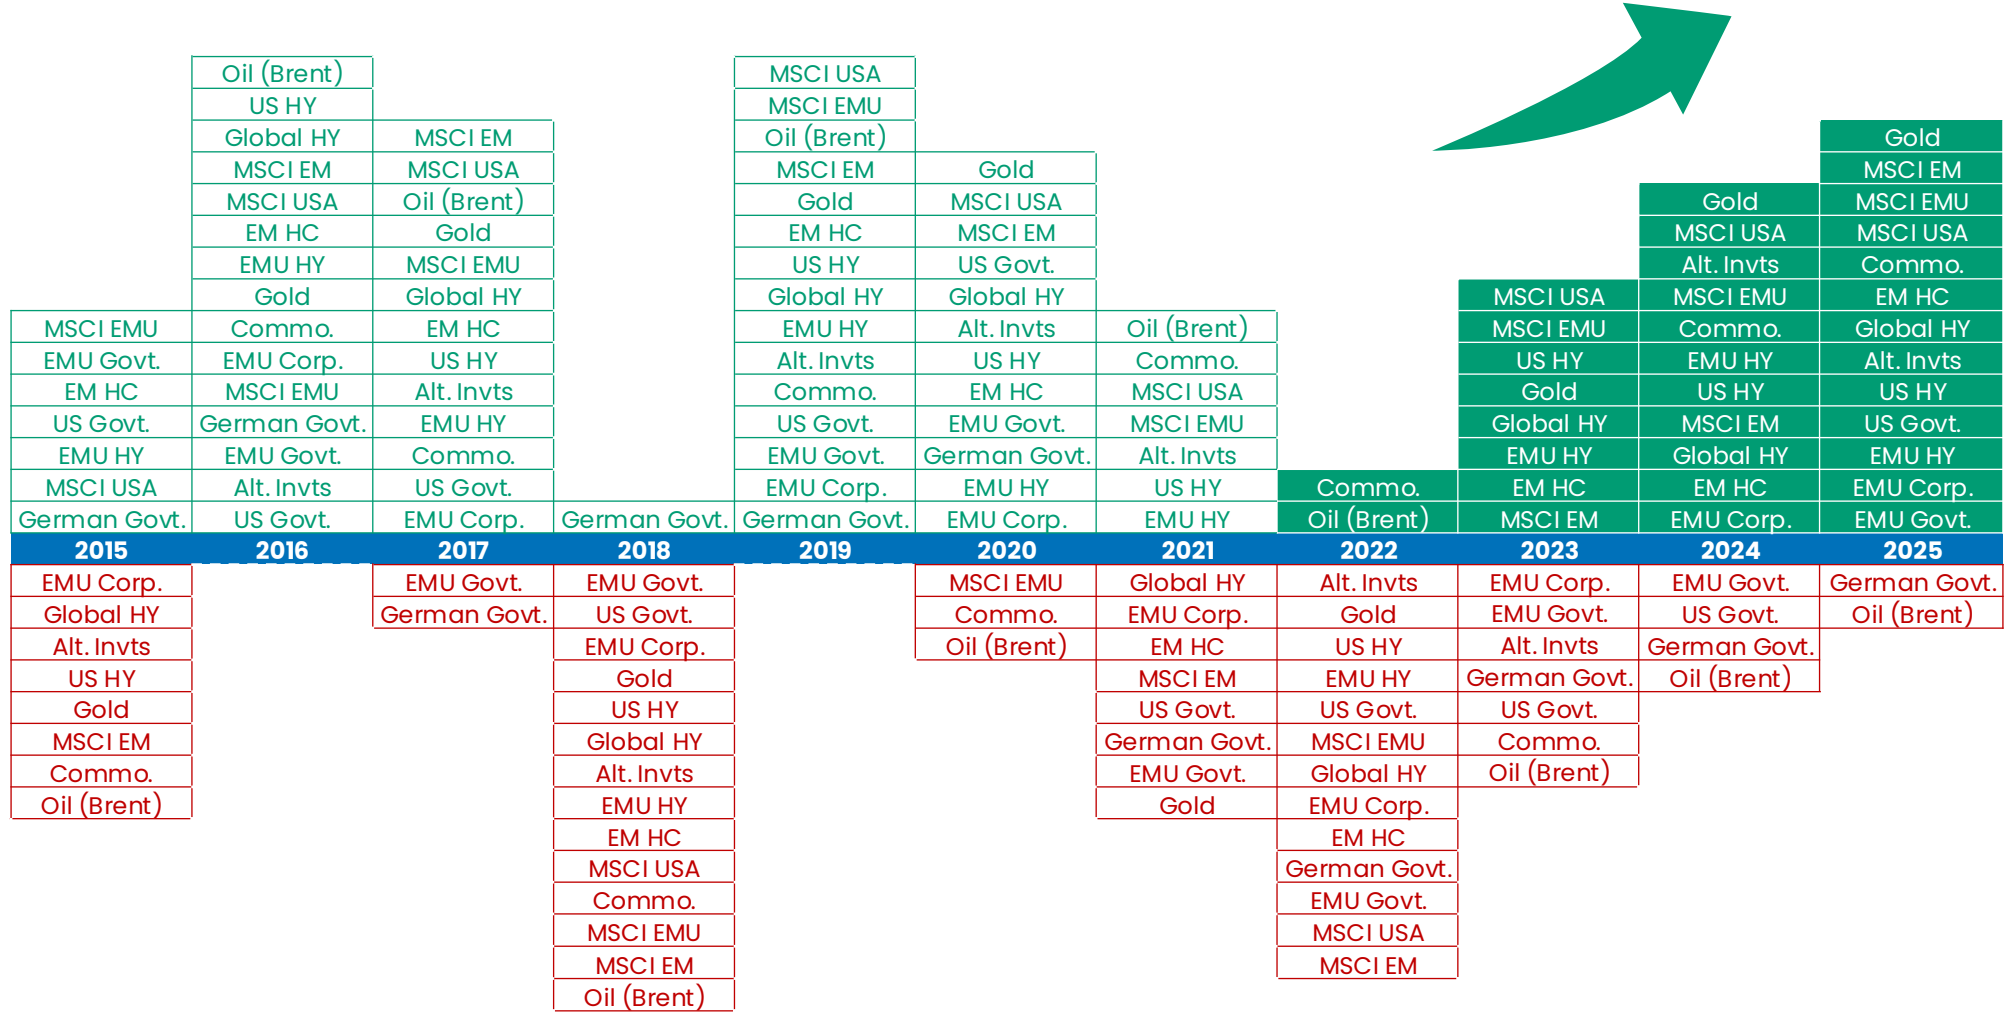 Oil (Brent) MSCI USA
US HY MSCI EMU
Global HY MSCI EM Oil (Brent) Gold
MSCI EM MSCI USA MSCI EM Gold MSCI EM
MSCI USA Oil (Brent) Gold MSCI USA Gold MSCI EMU
EM HC Gold EM HC MSCI EM MSCI USA MSCI USA
EMU HY MSCI EMU US HY US Govt. Alt. Invts Commo.
Gold Global HY Global HY Global HY MSCI USA MSCI EMU EM HC
MSCI EMU Commo. EM HC EMU HY Alt. Invts Oil (Brent) MSCI EMU Commo. Global HY
EMU Govt. EMU Corp. US HY Alt. Invts US HY Commo. US HY EMU HY Alt. Invts
EM HC MSCI EMU Alt. Invts Commo. EM HC MSCI USA Gold US HY US HY
US Govt. German Govt. EMU HY US Govt. EMU Govt. MSCI EMU Global HY MSCI EM US Govt.
EMU HY EMU Govt. Commo. EMU Govt. German Govt. Alt. Invts EMU HY Global HY EMU HY
MSCI USA Alt. Invts US Govt. EMU Corp. EMU HY US HY Commo. EM HC EM HC EMU Corp.
German Govt. US Govt. EMU Corp. German Govt. German Govt. EMU Corp. EMU HY Oil (Brent) MSCI EM EMU Corp. EMU Govt.
2015 2016 2017 2018 2019 2020 2021 2022 2023 2024 2025
EMU Corp. EMU Govt. EMU Govt. MSCI EMU Global HY Alt. Invts EMU Corp. EMU Govt. German Govt.
Global HY German Govt. US Govt. Commo. EMU Corp. Gold EMU Govt. US Govt. Oil (Brent)
Alt. Invts EMU Corp. Oil (Brent) EM HC US HY Alt. Invts German Govt.
US HY Gold MSCI EM EMU HY German Govt. Oil (Brent)
Gold US HY US Govt. US Govt. US Govt.
MSCI EM Global HY German Govt. MSCI EMU Commo.
Commo. Alt. Invts EMU Govt. Global HY Oil (Brent)
Oil (Brent) EMU HY Gold EMU Corp.
EM HC EM HC
MSCI USA German Govt.
Commo. EMU Govt.
MSCI EMU MSCI USA
MSCI EM MSCI EM
Oil (Brent)